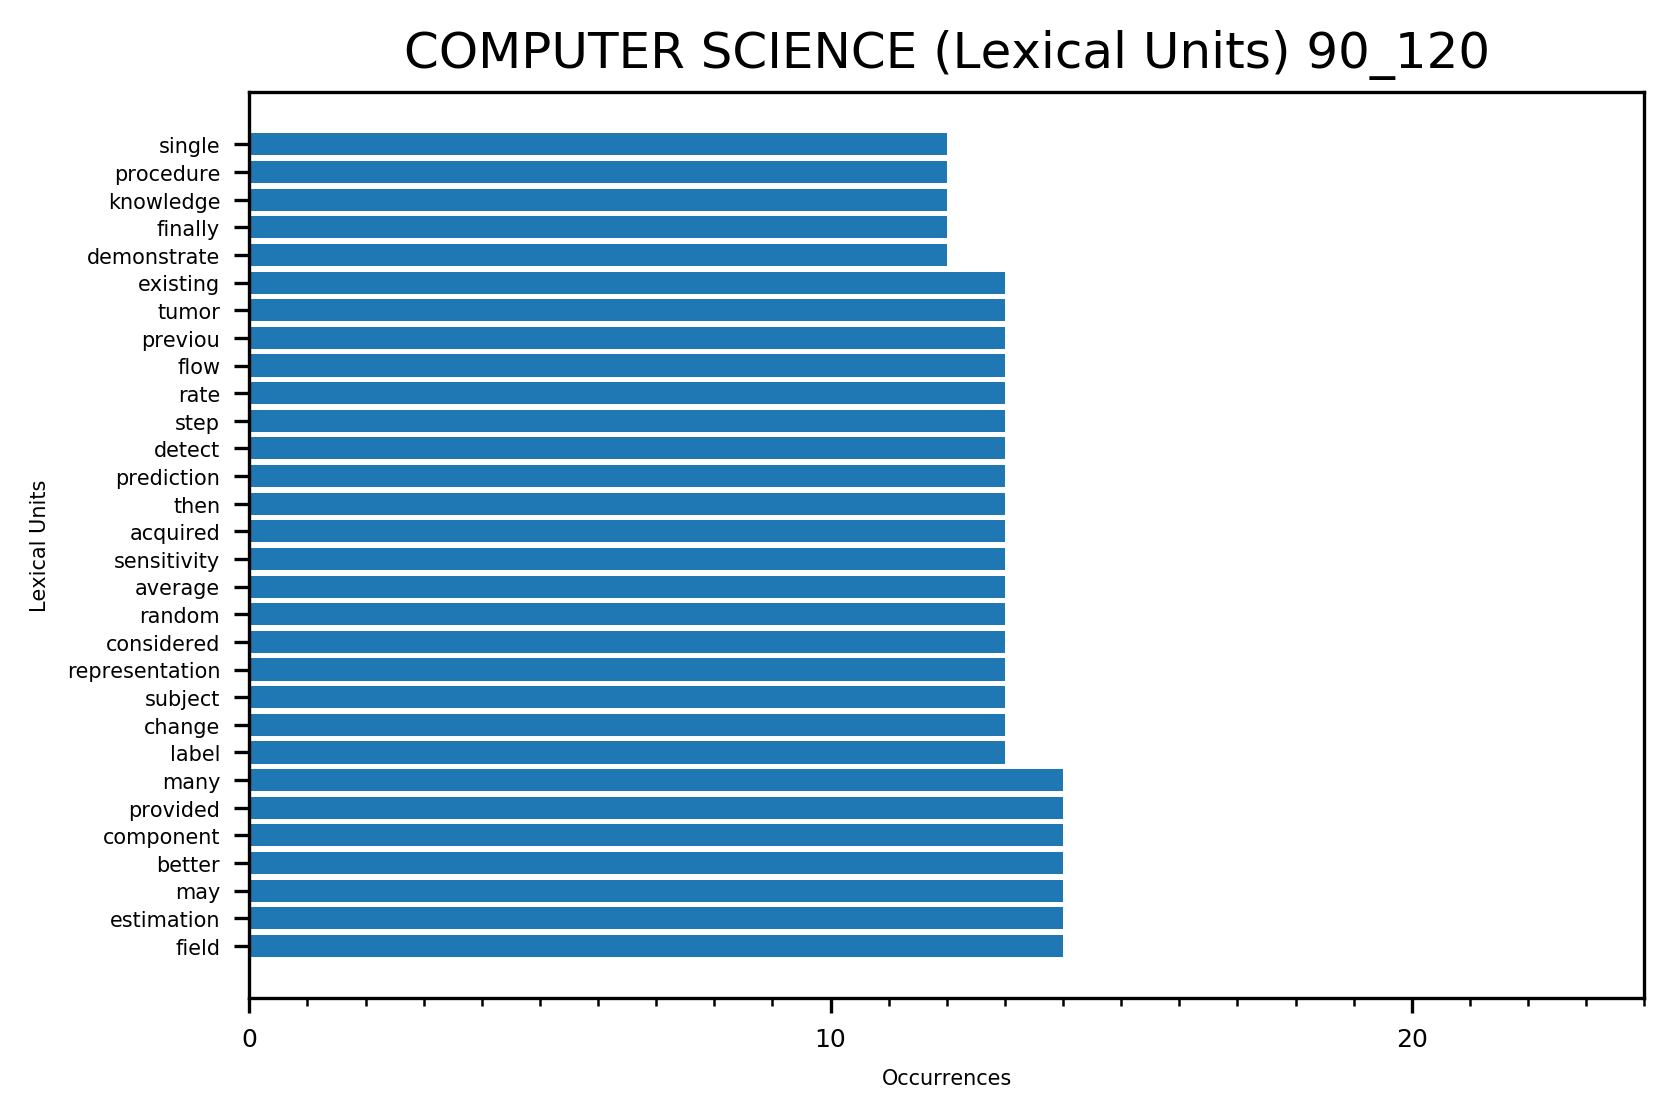 COMPUTER SCIENCE (Lexical Units) 90_120
single
procedure
knowledge
finally
demonstrate
existing
tumor
previou
flow
rate
step
detect
prediction
then
acquired
sensitivity
average
random
considered
representation
subject
change
label
many
provided
component
better
may
estimation
field
Lexical Units
0 10 20
Occurrences